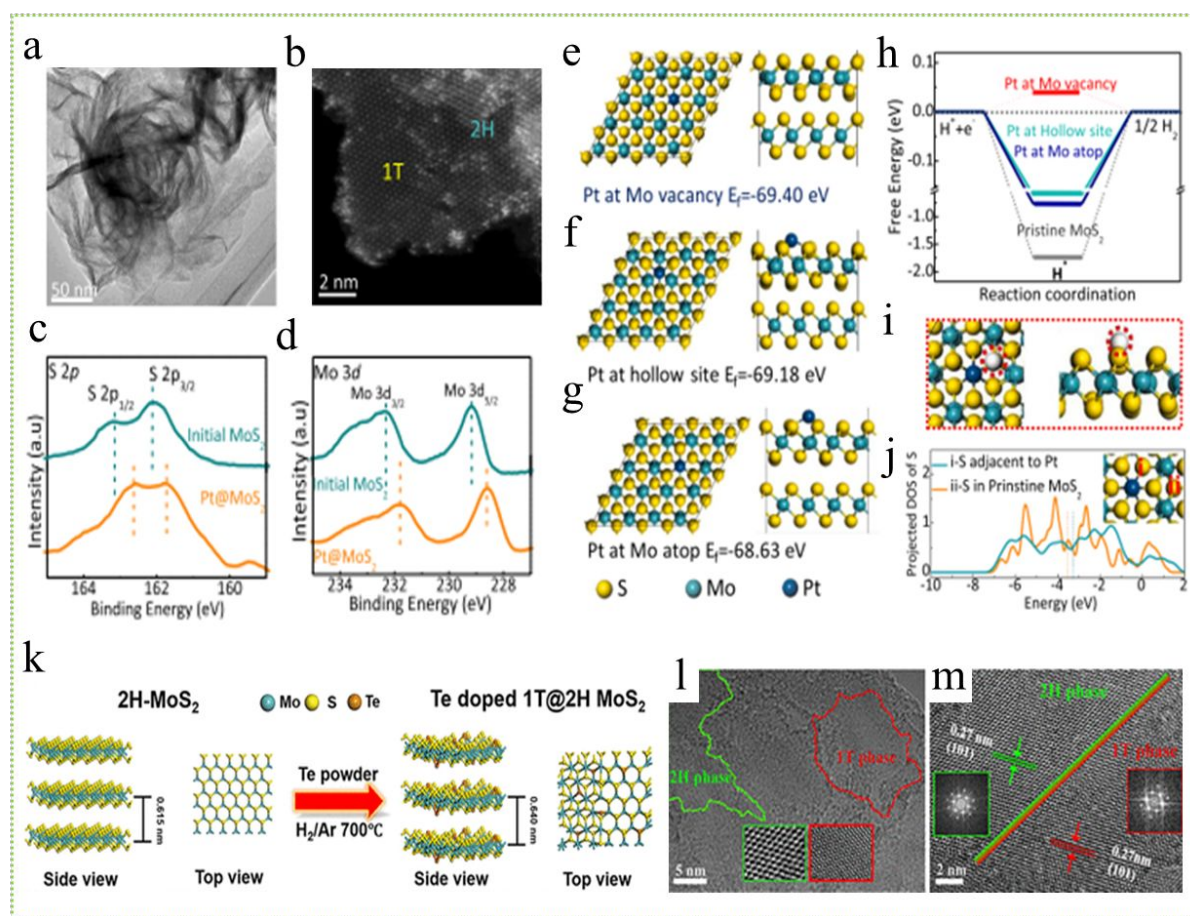 a
50 nm
b
2H
1T
2 nm
c
S 2p
S 2p1/2
S 2p3/2
Initial MoS2
Pt@MoS2
Intensity (a.u)
164
162
160
Binding Energy (eV)
d
Mo 3d
Mo 3d3/2
Mo 3d5/2
Initial MoS2
Pt@MoS2
Intensity (a.u)
234
232
230
228
Binding Energy (eV)
e
Pt at Mo vacancy Ef=-69.40 eV
f
Pt at hollow site Ef=-69.18 eV
g
Pt at Mo atop Ef=-68.63 eV
S
Mo
Pt
h
0.1
0.0
-0.1
-1.0
-1.5
-2.0
Free Energy (eV)
Pt at Mo vacancy
H++e-
1/2 H2
Pt at Hollow site
Pt at Mo atop
Pristine MoS2
H*
Reaction coordination
i
j
i-S adjacent to Pt
ii-S in Prinstine MoS2
Projected DOS of S
2
1
0
-10
-8
-6
-4
-2
0
2
Energy (eV)
k
2H-MoS2
Mo
S
Te
Te doped 1T@2H MoS2
0.615 nm
Te powder
H2/Ar 700℃
0.640 nm
Side view
Top view
Side view
Top view
l
2H phase
1T phase
5 nm
m
2H phase
1T phase
0.27 nm
(101)
0.27nm
(101)
2 nm